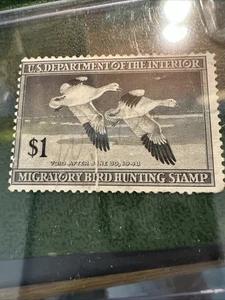 U.S. DEPARTMENT OF THE INTERIOR
$1
VOID AFTER JUNE 30, 1948
MIGRATORY BIRD HUNTING STAMP